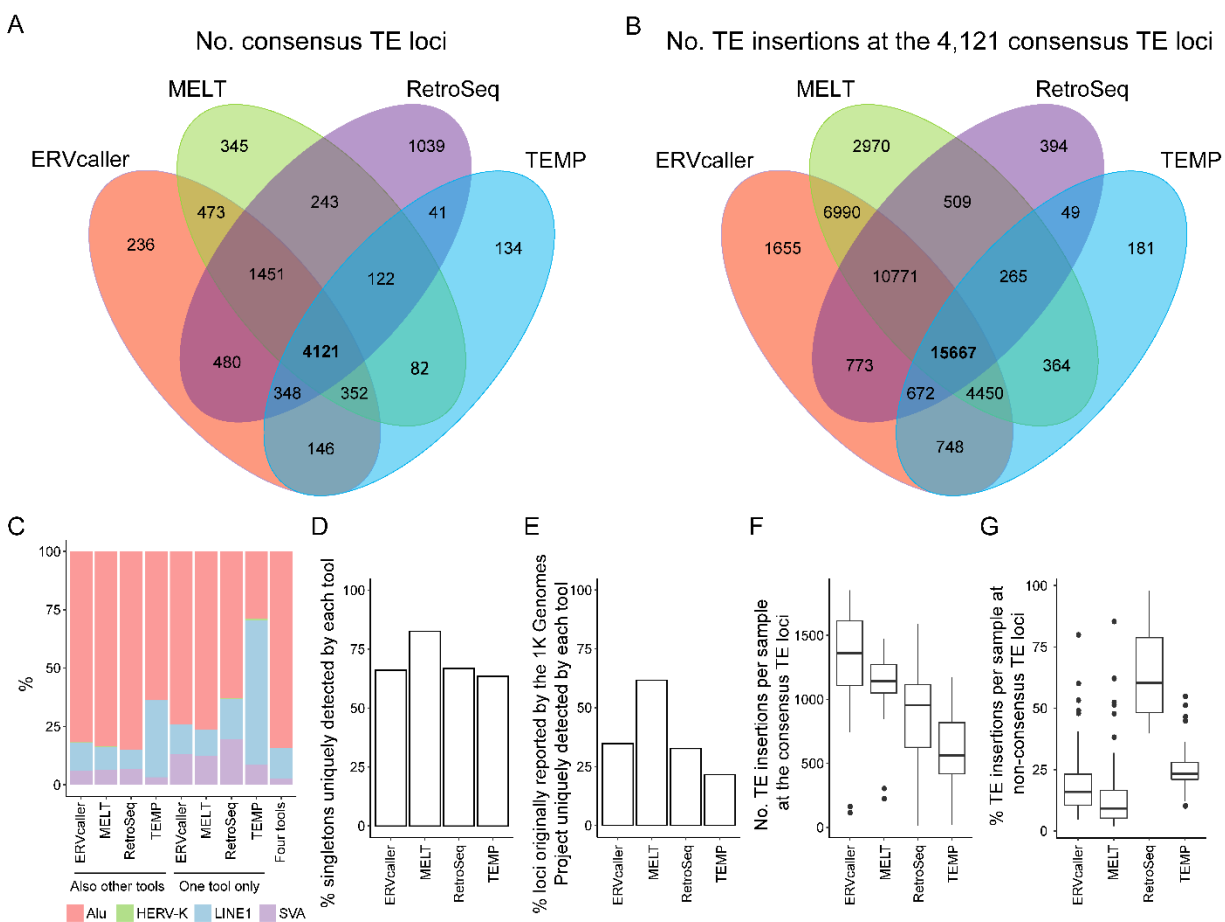 A
No. consensus TE loci
MELT
RetroSeq
ERVcaller
TEMP
345
1039
473
243
41
236
134
1451
122
4121
480
82
348
352
146
B
No. TE insertions at the 4,121 consensus TE loci
MELT
RetroSeq
ERVcaller
TEMP
2970
394
6990
509
49
1655
181
10771
265
15667
773
364
672
4450
748
C
%
100
75
50
25
0
ERVcaller
MELT
RetroSeq
TEMP
ERVcaller
MELT
RetroSeq
TEMP
Four tools
Also other tools
One tool only
Alu
HERV-K
LINE1
SVA
D
% singletons uniquely detected by each tool
100
75
50
25
0
ERVcaller
MELT
RetroSeq
TEMP
E
% loci originally reported by the 1K Genomes
Project uniquely detected by each tool
100
75
50
25
0
ERVcaller
MELT
RetroSeq
TEMP
F
No. TE insertions per sample
at the consensus TE loci
1500
1000
500
0
ERVcaller
MELT
RetroSeq
TEMP
G
% TE insertions per sample at
non-consensus TE loci
100
75
50
25
0
ERVcaller
MELT
RetroSeq
TEMP